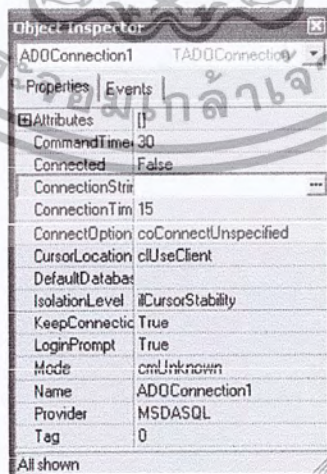 Object Inspector
ADOConnection1 TADOConnection
Properties Events
Attributes []
CommandTime 30
Connected False
ConnectionStrin ...
ConnectionTim 15
ConnectOption coConnectUnspecified
CursorLocation clUseClient
DefaultDatabas
IsolationLevel ilCursorStability
KeepConnectic True
LoginPrompt True
Mode cmUnknown
Name ADOConnection1
Provider MSDASQL
Tag 0
All shown